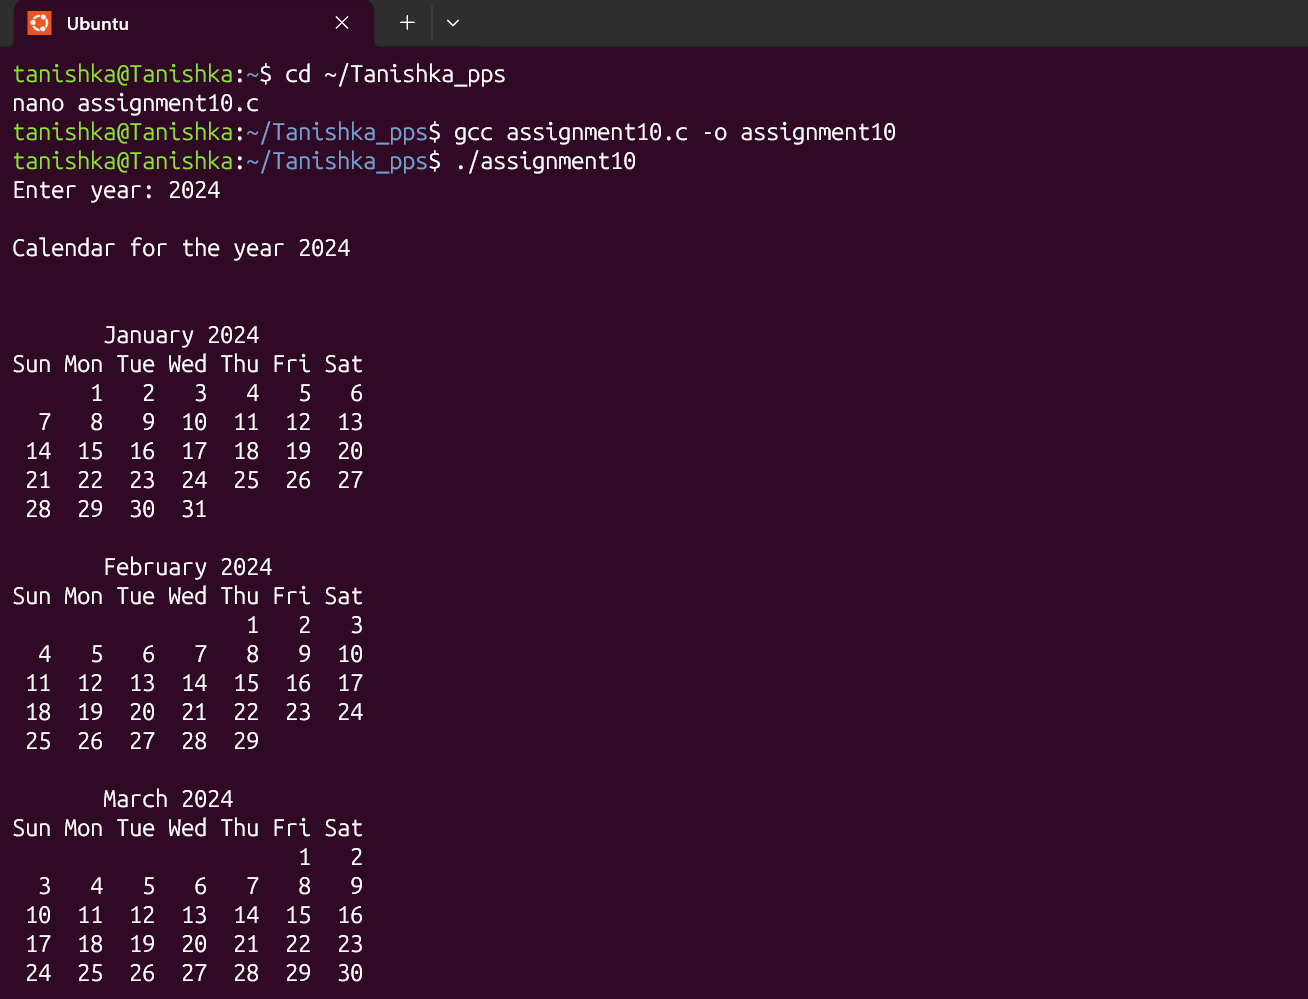 Ubuntu
tanishka@Tanishka:~$ cd ~/Tanishka_pps
nano assignment10.c
tanishka@Tanishka:~/Tanishka_pps$ gcc assignment10.c -o assignment10
tanishka@Tanishka:~/Tanishka_pps$ ./assignment10
Enter year: 2024

Calendar for the year 2024


       January 2024
Sun Mon Tue Wed Thu Fri Sat
      1   2   3   4   5   6
  7   8   9  10  11  12  13
 14  15  16  17  18  19  20
 21  22  23  24  25  26  27
 28  29  30  31

       February 2024
Sun Mon Tue Wed Thu Fri Sat
                  1   2   3
  4   5   6   7   8   9  10
 11  12  13  14  15  16  17
 18  19  20  21  22  23  24
 25  26  27  28  29

       March 2024
Sun Mon Tue Wed Thu Fri Sat
                      1   2
  3   4   5   6   7   8   9
 10  11  12  13  14  15  16
 17  18  19  20  21  22  23
 24  25  26  27  28  29  30